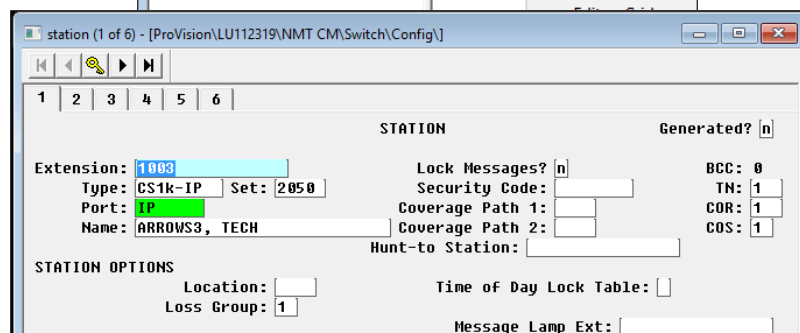 station (1 of 6) - [ProVision\LU112319\NMT CM\Switch\Config\]
1 2 3 4 5 6
STATION Generated? n
Extension: 1003 Lock Messages? n BCC: 0
Type: CS1k-IP Set: 2050 Security Code: TN: 1
Port: IP Coverage Path 1: COR: 1
Name: ARROWS3, TECH Coverage Path 2: COS: 1
Hunt-to Station:
STATION OPTIONS
Location: Time of Day Lock Table:
Loss Group: 1
Message Lamp Ext: